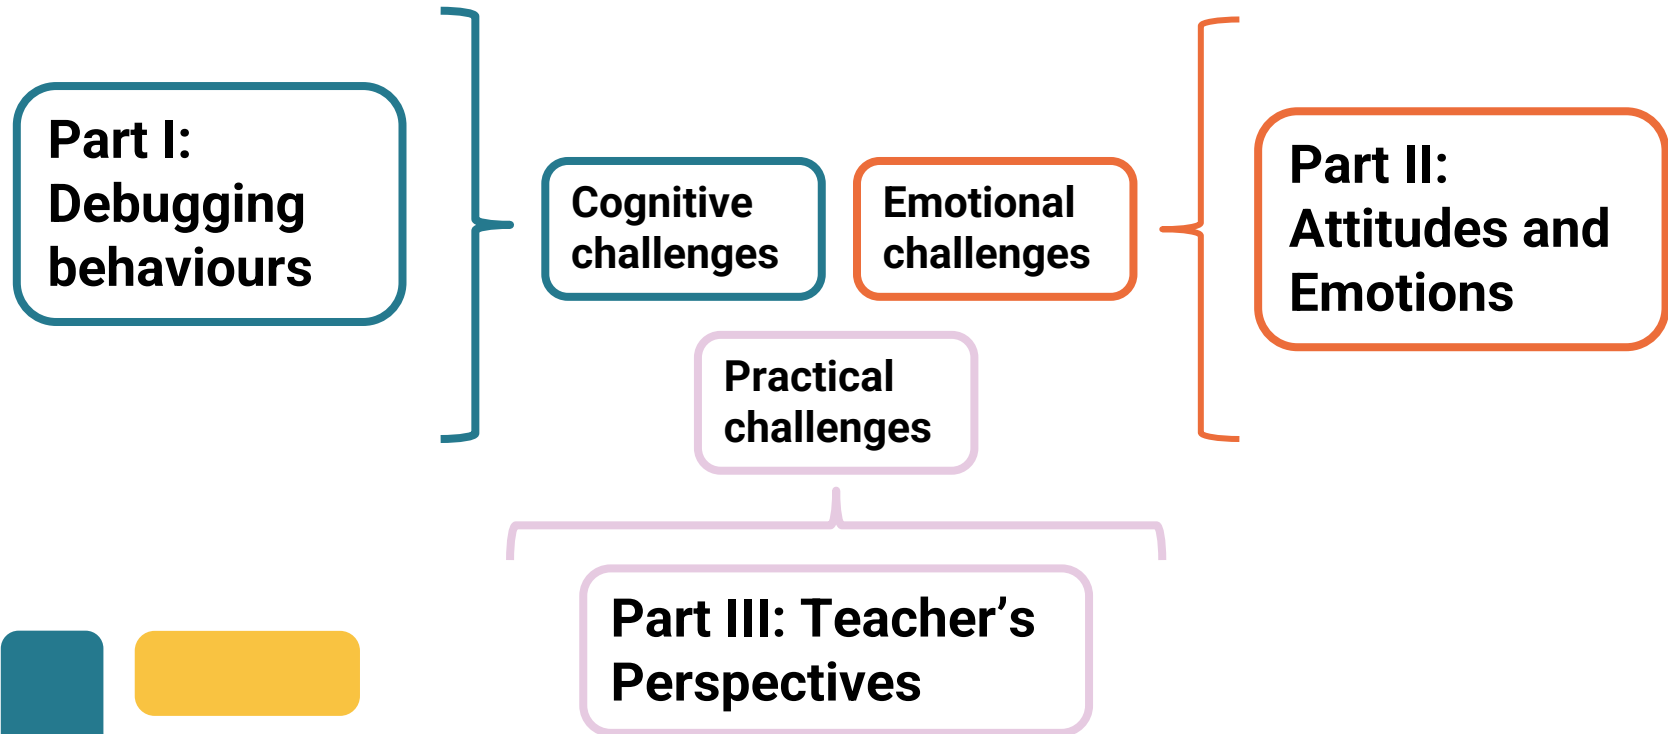 Part I:
Debugging
behaviours
Cognitive
challenges
Emotional
challenges
Part II:
Attitudes and
Emotions
Practical
challenges
Part III: Teacher’s
Perspectives